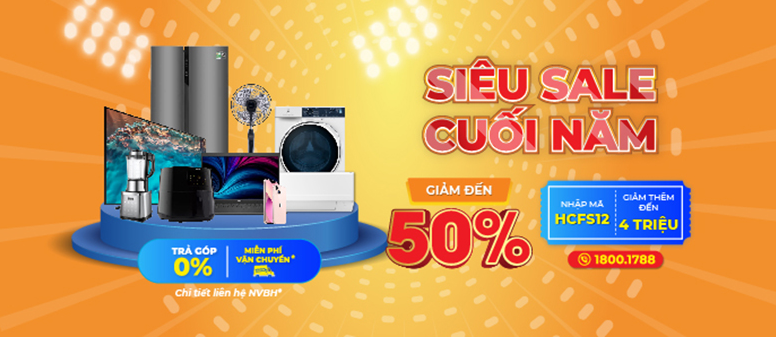 SIÊU SALE
CUỐI NĂM
GIẢM ĐẾN
50%
NHẬP MÃ
HCFS12
GIẢM THÊM
ĐẾN
4 TRIỆU
1800.1788
TRẢ GÓP
0%
MIỄN PHÍ
VẬN CHUYỂN*
Chi tiết liên hệ NVBH*